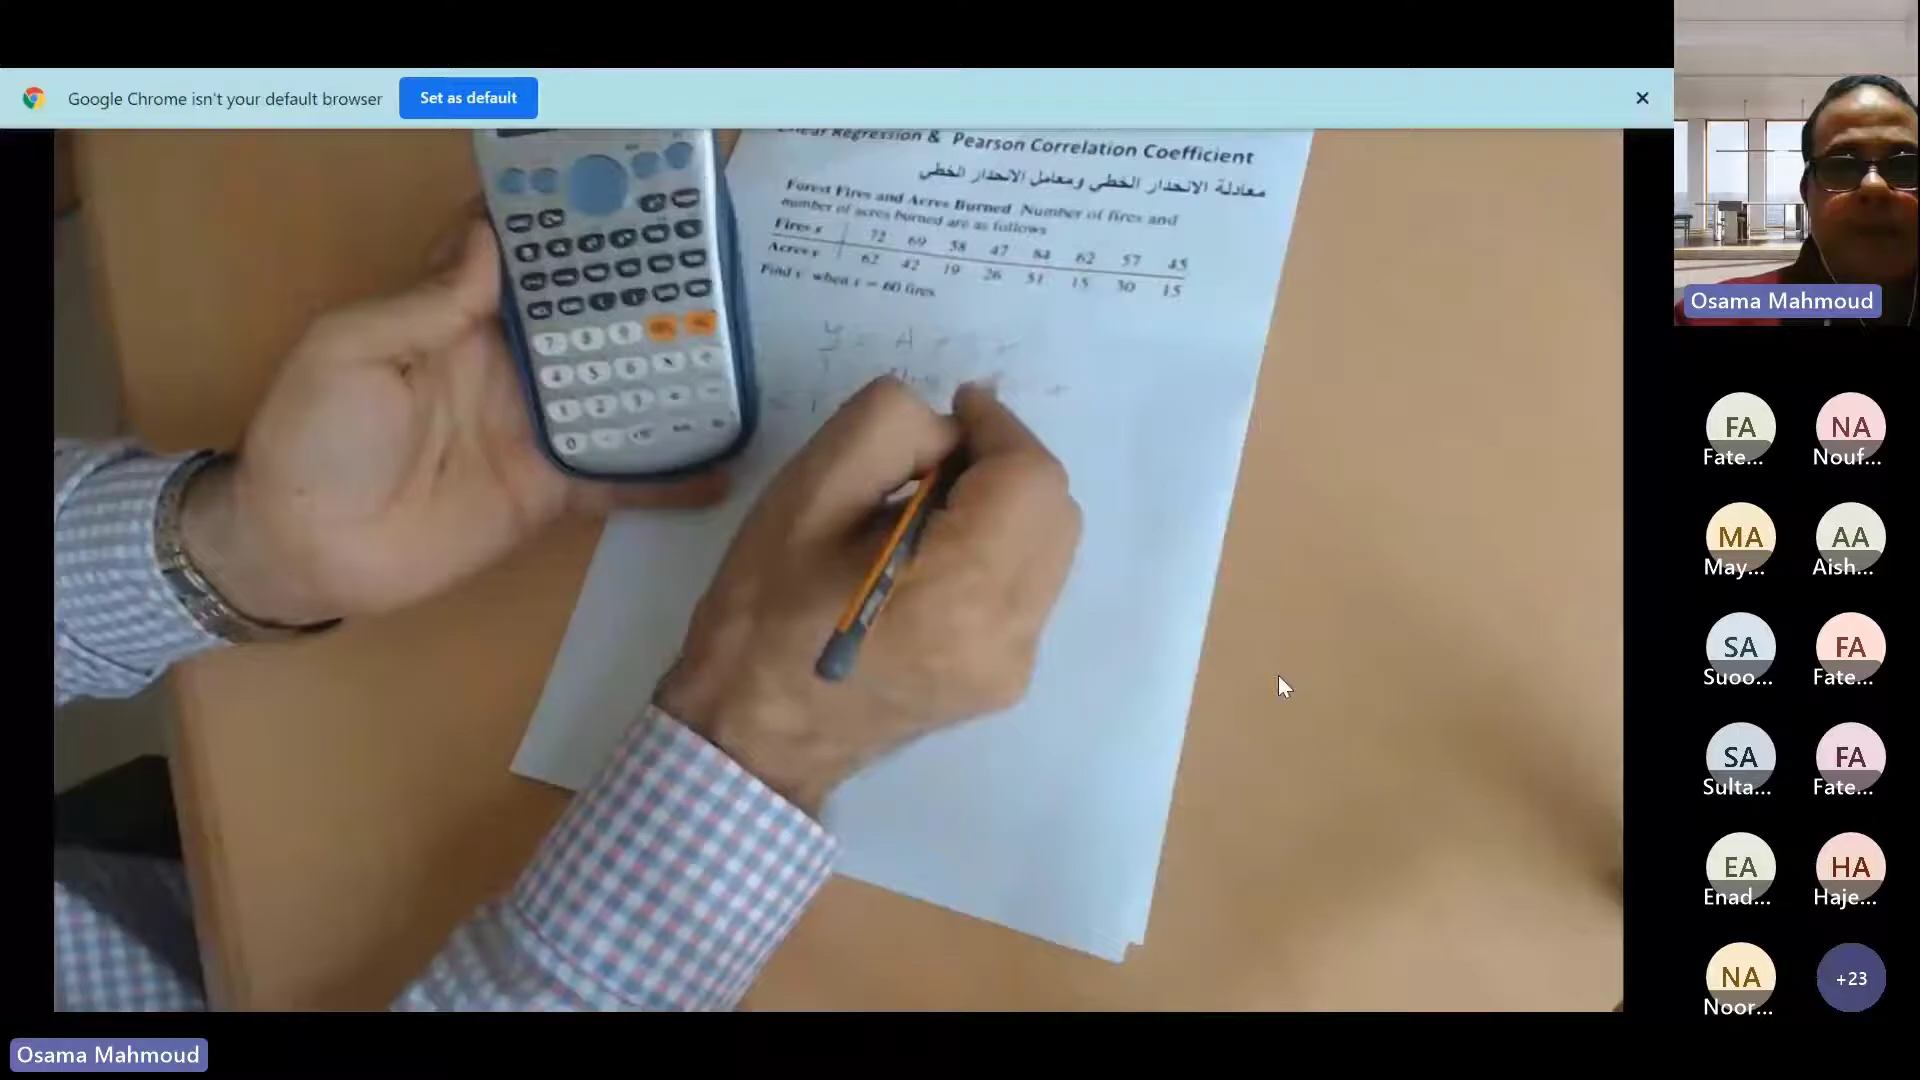 Google Chrome isn't your default browser
Set as default
Linear Regression & Pearson Correlation Coefficient
معادلة الانحدار الخطي ومعامل الانحدار الخطي
Forest Fires and Acres Burned Number of fires and
number of acres burned are as follows
Fires x 72 69 58 47 84 62 57 45
Acres y 62 42 19 26 51 15 30 15
Find y when x = 60 fires
y = A
Osama Mahmoud
FA
NA
Fate...
Nouf...
MA
AA
May...
Aish...
SA
FA
Suoo...
Fate...
SA
FA
Sulta...
Fate...
EA
HA
Enad...
Haje...
NA
+23
Noor...
Osama Mahmoud